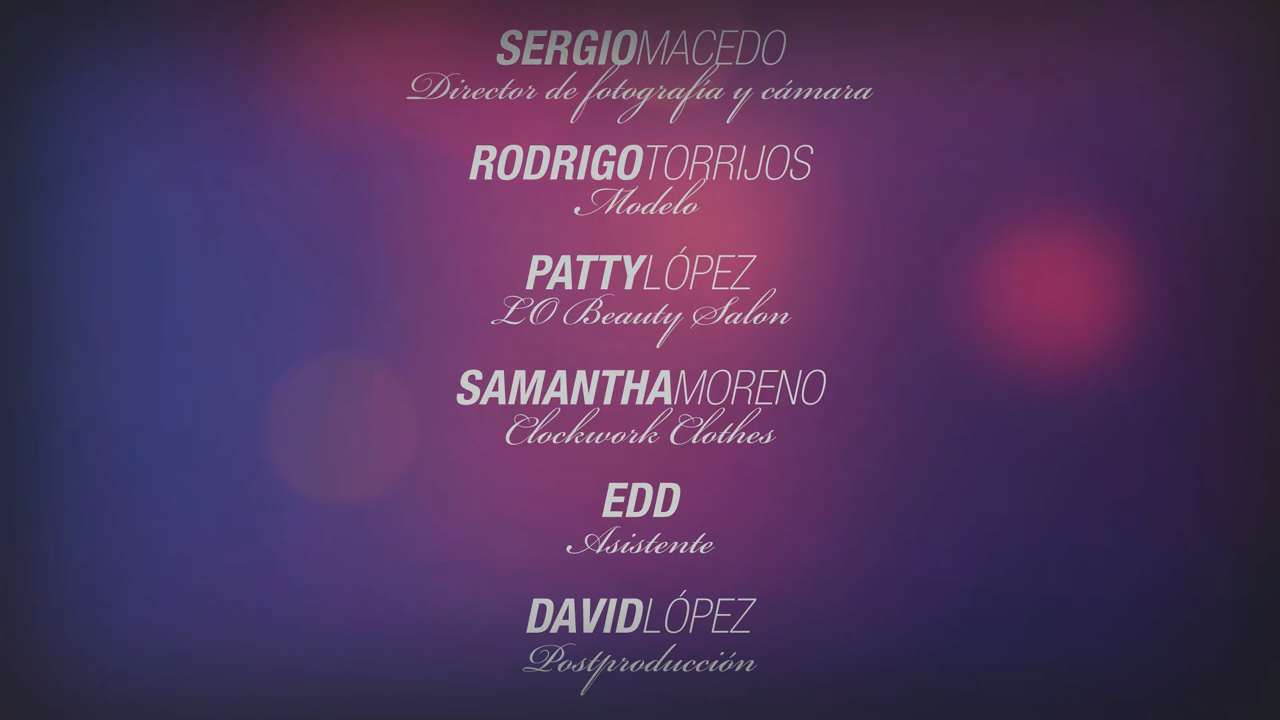 SERGIOMACEDO
Director de fotografía y cámara
RODRIGOTORRIJOS
Modelo
PATTYLÓPEZ
LO Beauty Salon
SAMANTHAMORENO
Clockwork Clothes
EDD
Asistente
DAVIDLÓPEZ
Postproducción